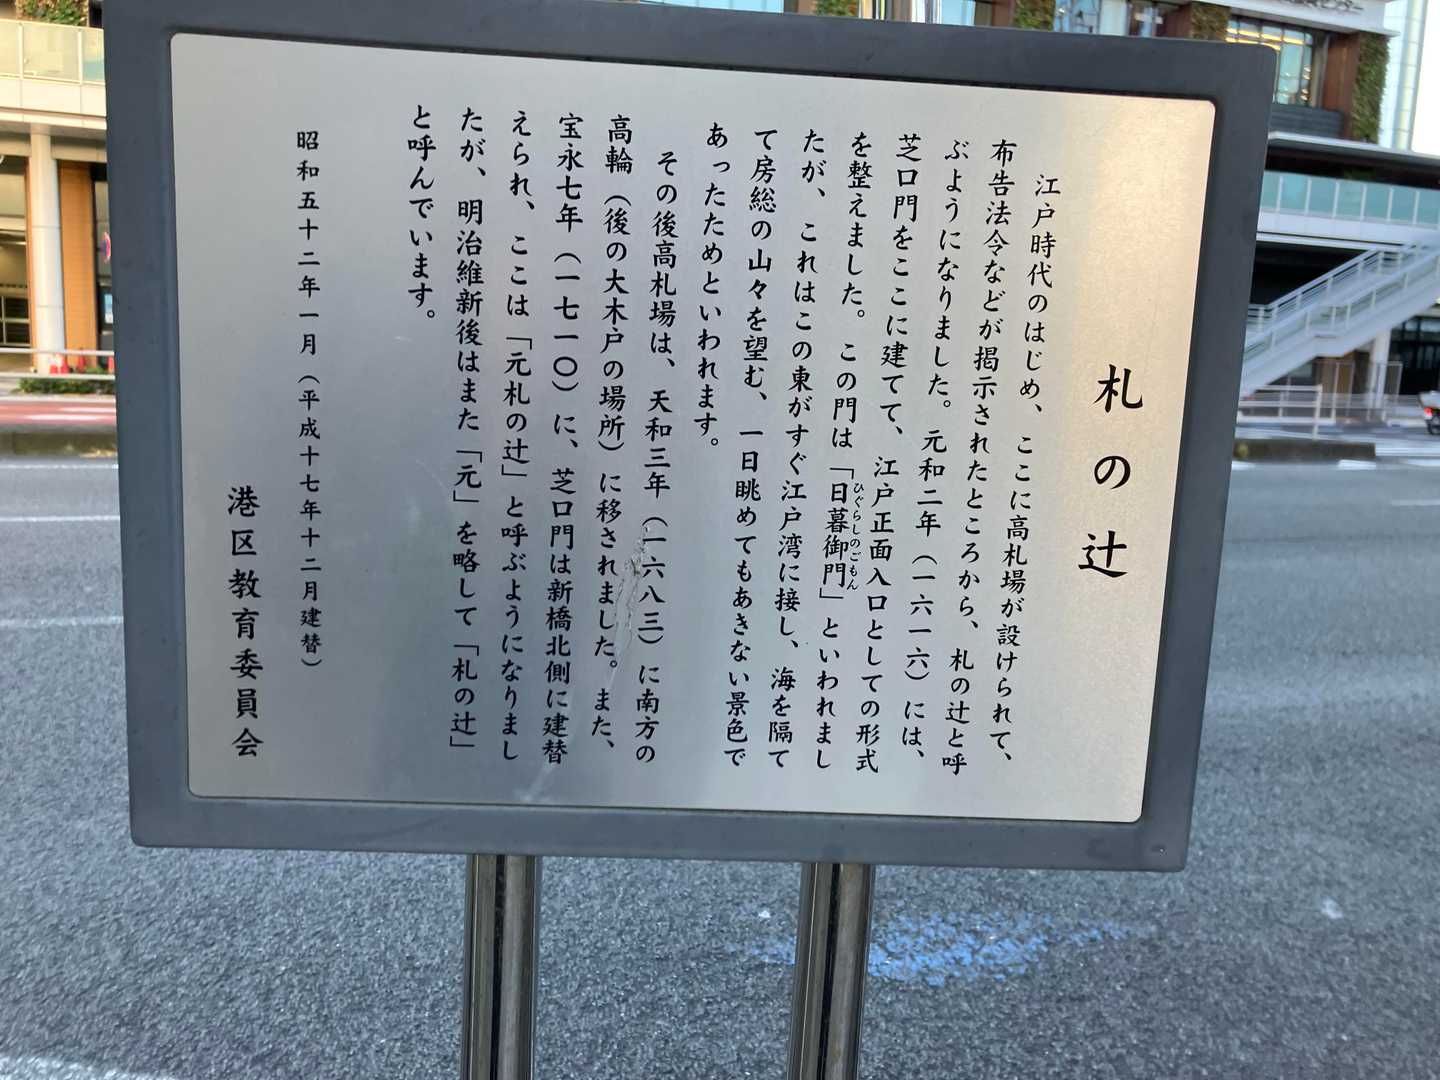 札の辻
江戸時代のはじめ、ここに高札場が設けられて、
布告法令などが掲示されたところから、札の辻と呼
ぶようになりました。元和二年（一六一六）には、
芝口門をここに建てて、江戸正面入口としての形式
を整えました。この門は「日暮御門」といわれまし
ひぐらしのごもん
たが、これはこの東がすぐ江戸湾に接し、海を隔て
て房総の山々を望む、一日眺めてもあきない景色で
あったためといわれます。
その後高札場は、天和三年（一六八三）に南方の
高輪（後の大木戸の場所）に移されました。また、
宝永七年（一七一〇）に、芝口門は新橋北側に建替
えられ、ここは「元札の辻」と呼ぶようになりまし
たが、明治維新後はまた「元」を略して「札の辻」
と呼んでいます。
昭和五十二年一月（平成十七年十二月建替）
港区教育委員会